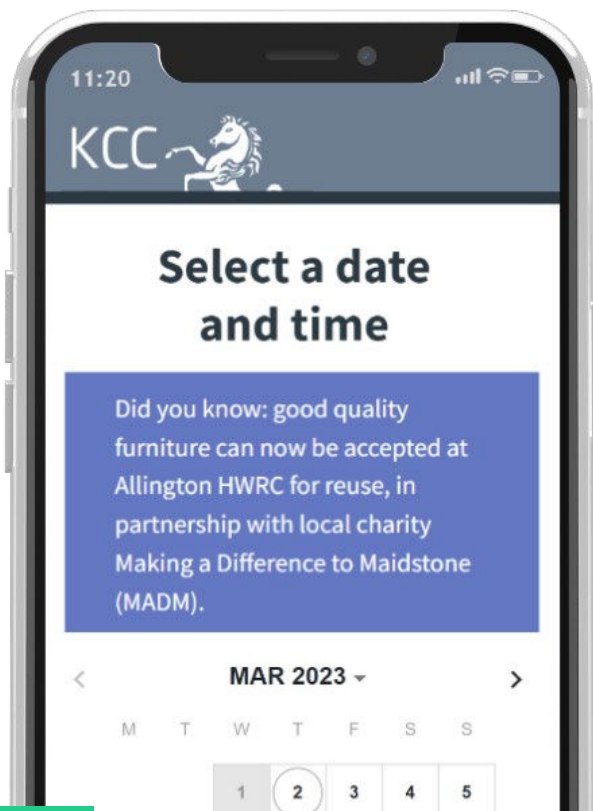 11:20
KCC
Select a date
and time
Did you know: good quality
furniture can now be accepted at
Allington HWRC for reuse, in
partnership with local charity
Making a Difference to Maidstone
(MADM).
MAR 2023
M T W T F S S
1 2 3 4 5